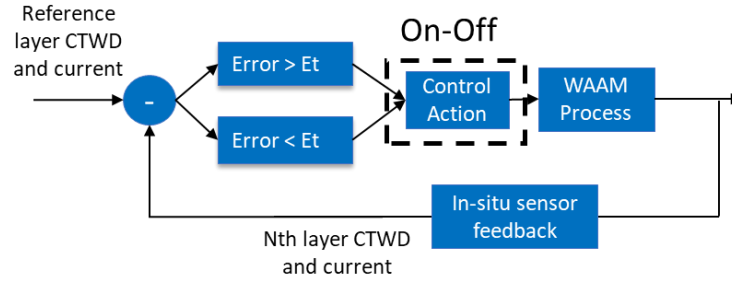 Reference
layer CTWD
and current
On-Off
Error > Et
Control
Action
WAAM
Process
-
Error < Et
In-situ sensor
feedback
Nth layer CTWD
and current